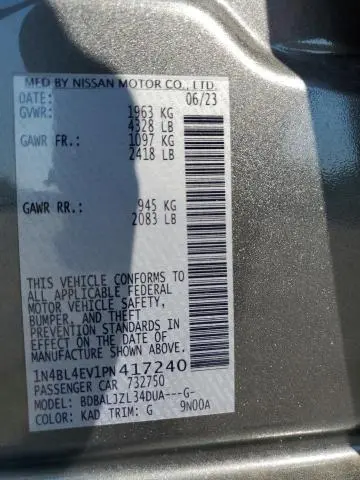 MFD BY NISSAN MOTOR CO., LTD.
DATE: 06/23
GVWR: 1963 KG
4328 LB
GAWR FR.: 1097 KG
2418 LB
GAWR RR.: 945 KG
2083 LB
THIS VEHICLE CONFORMS TO
ALL APPLICABLE FEDERAL
MOTOR VEHICLE SAFETY,
BUMPER, AND THEFT
PREVENTION STANDARDS IN
EFFECT ON THE DATE OF
MANUFACTURE SHOWN ABOVE.
1N4BL4EV1PN417240
PASSENGER CAR 732750
MODEL: BDBALJZL34DUA---G-
COLOR: KAD TRIM: G 9N00A